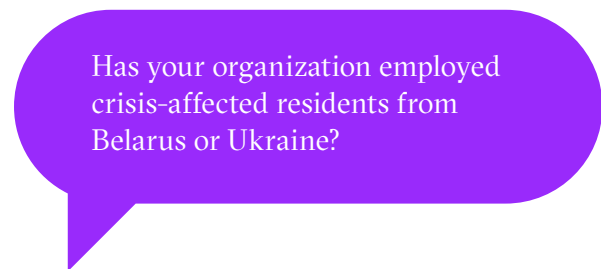 Has your organization employed
crisis-affected residents from
Belarus or Ukraine?